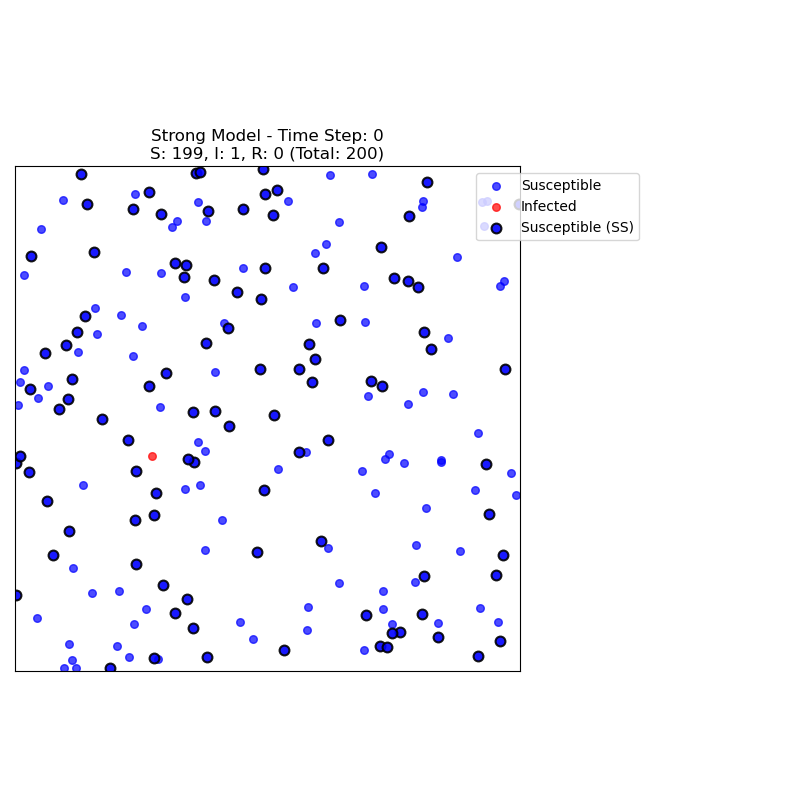 Strong Model - Time Step: 0
S: 199, I: 1, R: 0 (Total: 200)
Susceptible
Infected
Susceptible (SS)